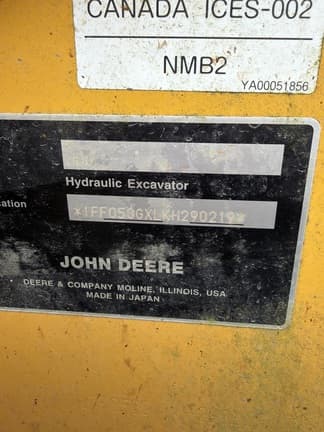 CANADA ICES-002
NMB2
YA00051856
Hydraulic Excavator
cation
*1FF050GXLKH290219*
JOHN DEERE
DEERE & COMPANY MOLINE, ILLINOIS, USA
MADE IN JAPAN